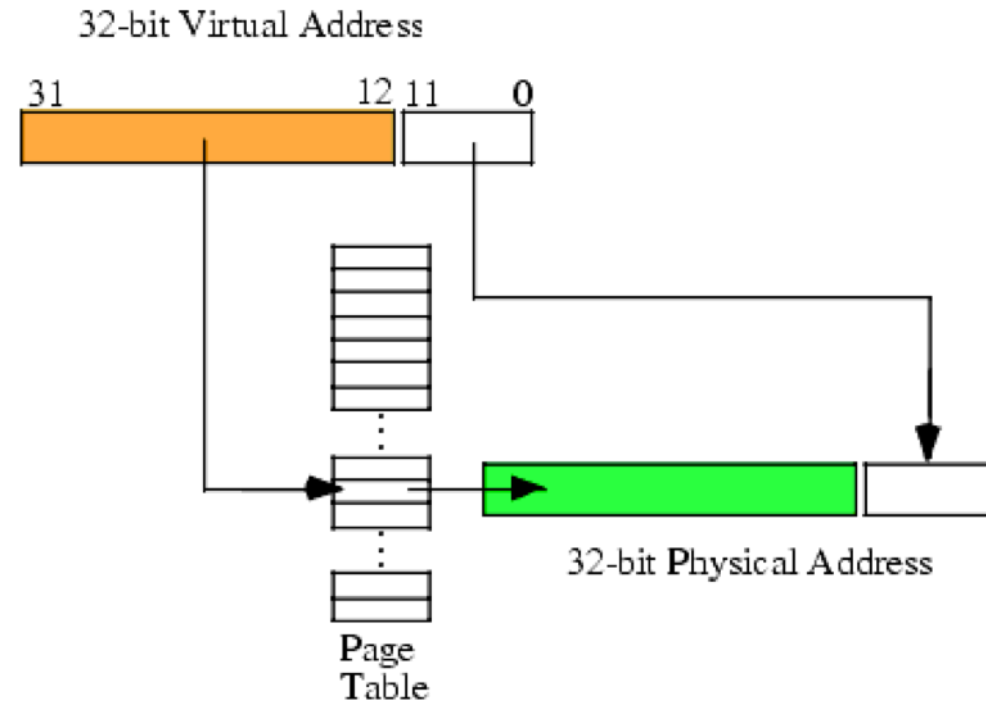 32-bit Virtual Address
31 12 11 0
32-bit Physical Address
Page
Table